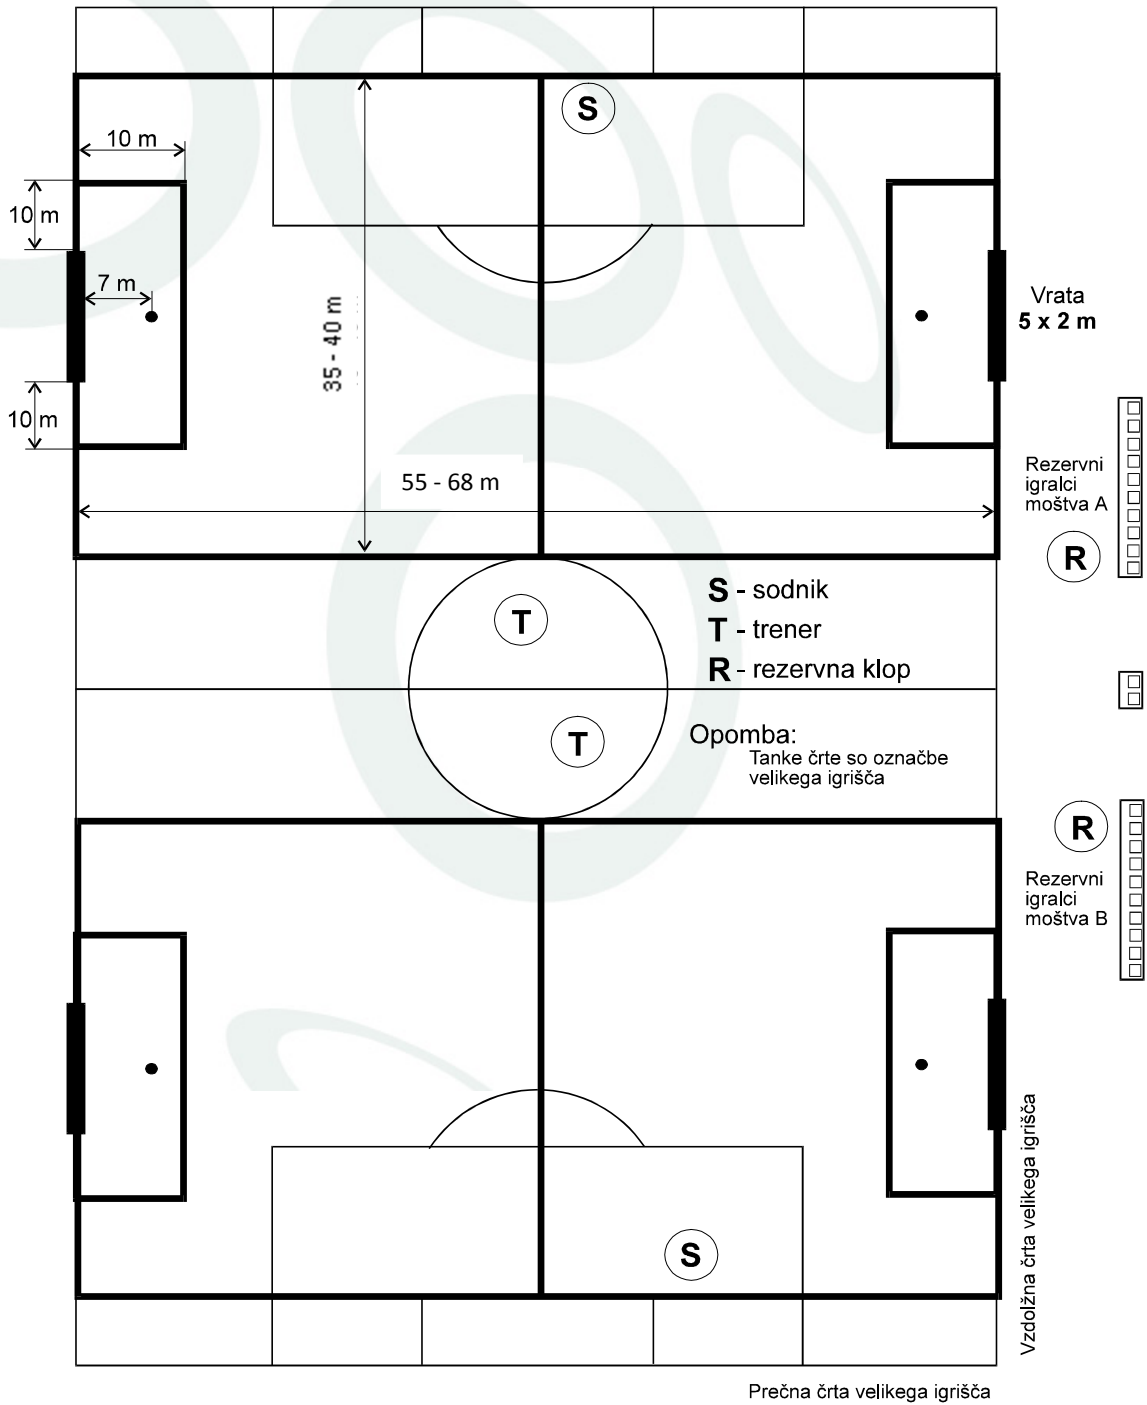 S
10 m
10 m
7 m
Vrata
5 x 2 m
35 - 40 m
10 m
55 - 68 m
Rezervni
igralci
moštva A
R
S - sodnik
T
T - trener
R - rezervna klop
T
Opomba:
Tanke črte so označbe
velikega igrišča
R
Rezervni
igralci
moštva B
S
Vzdolžna črta velikega igrišča
Prečna črta velikega igrišča